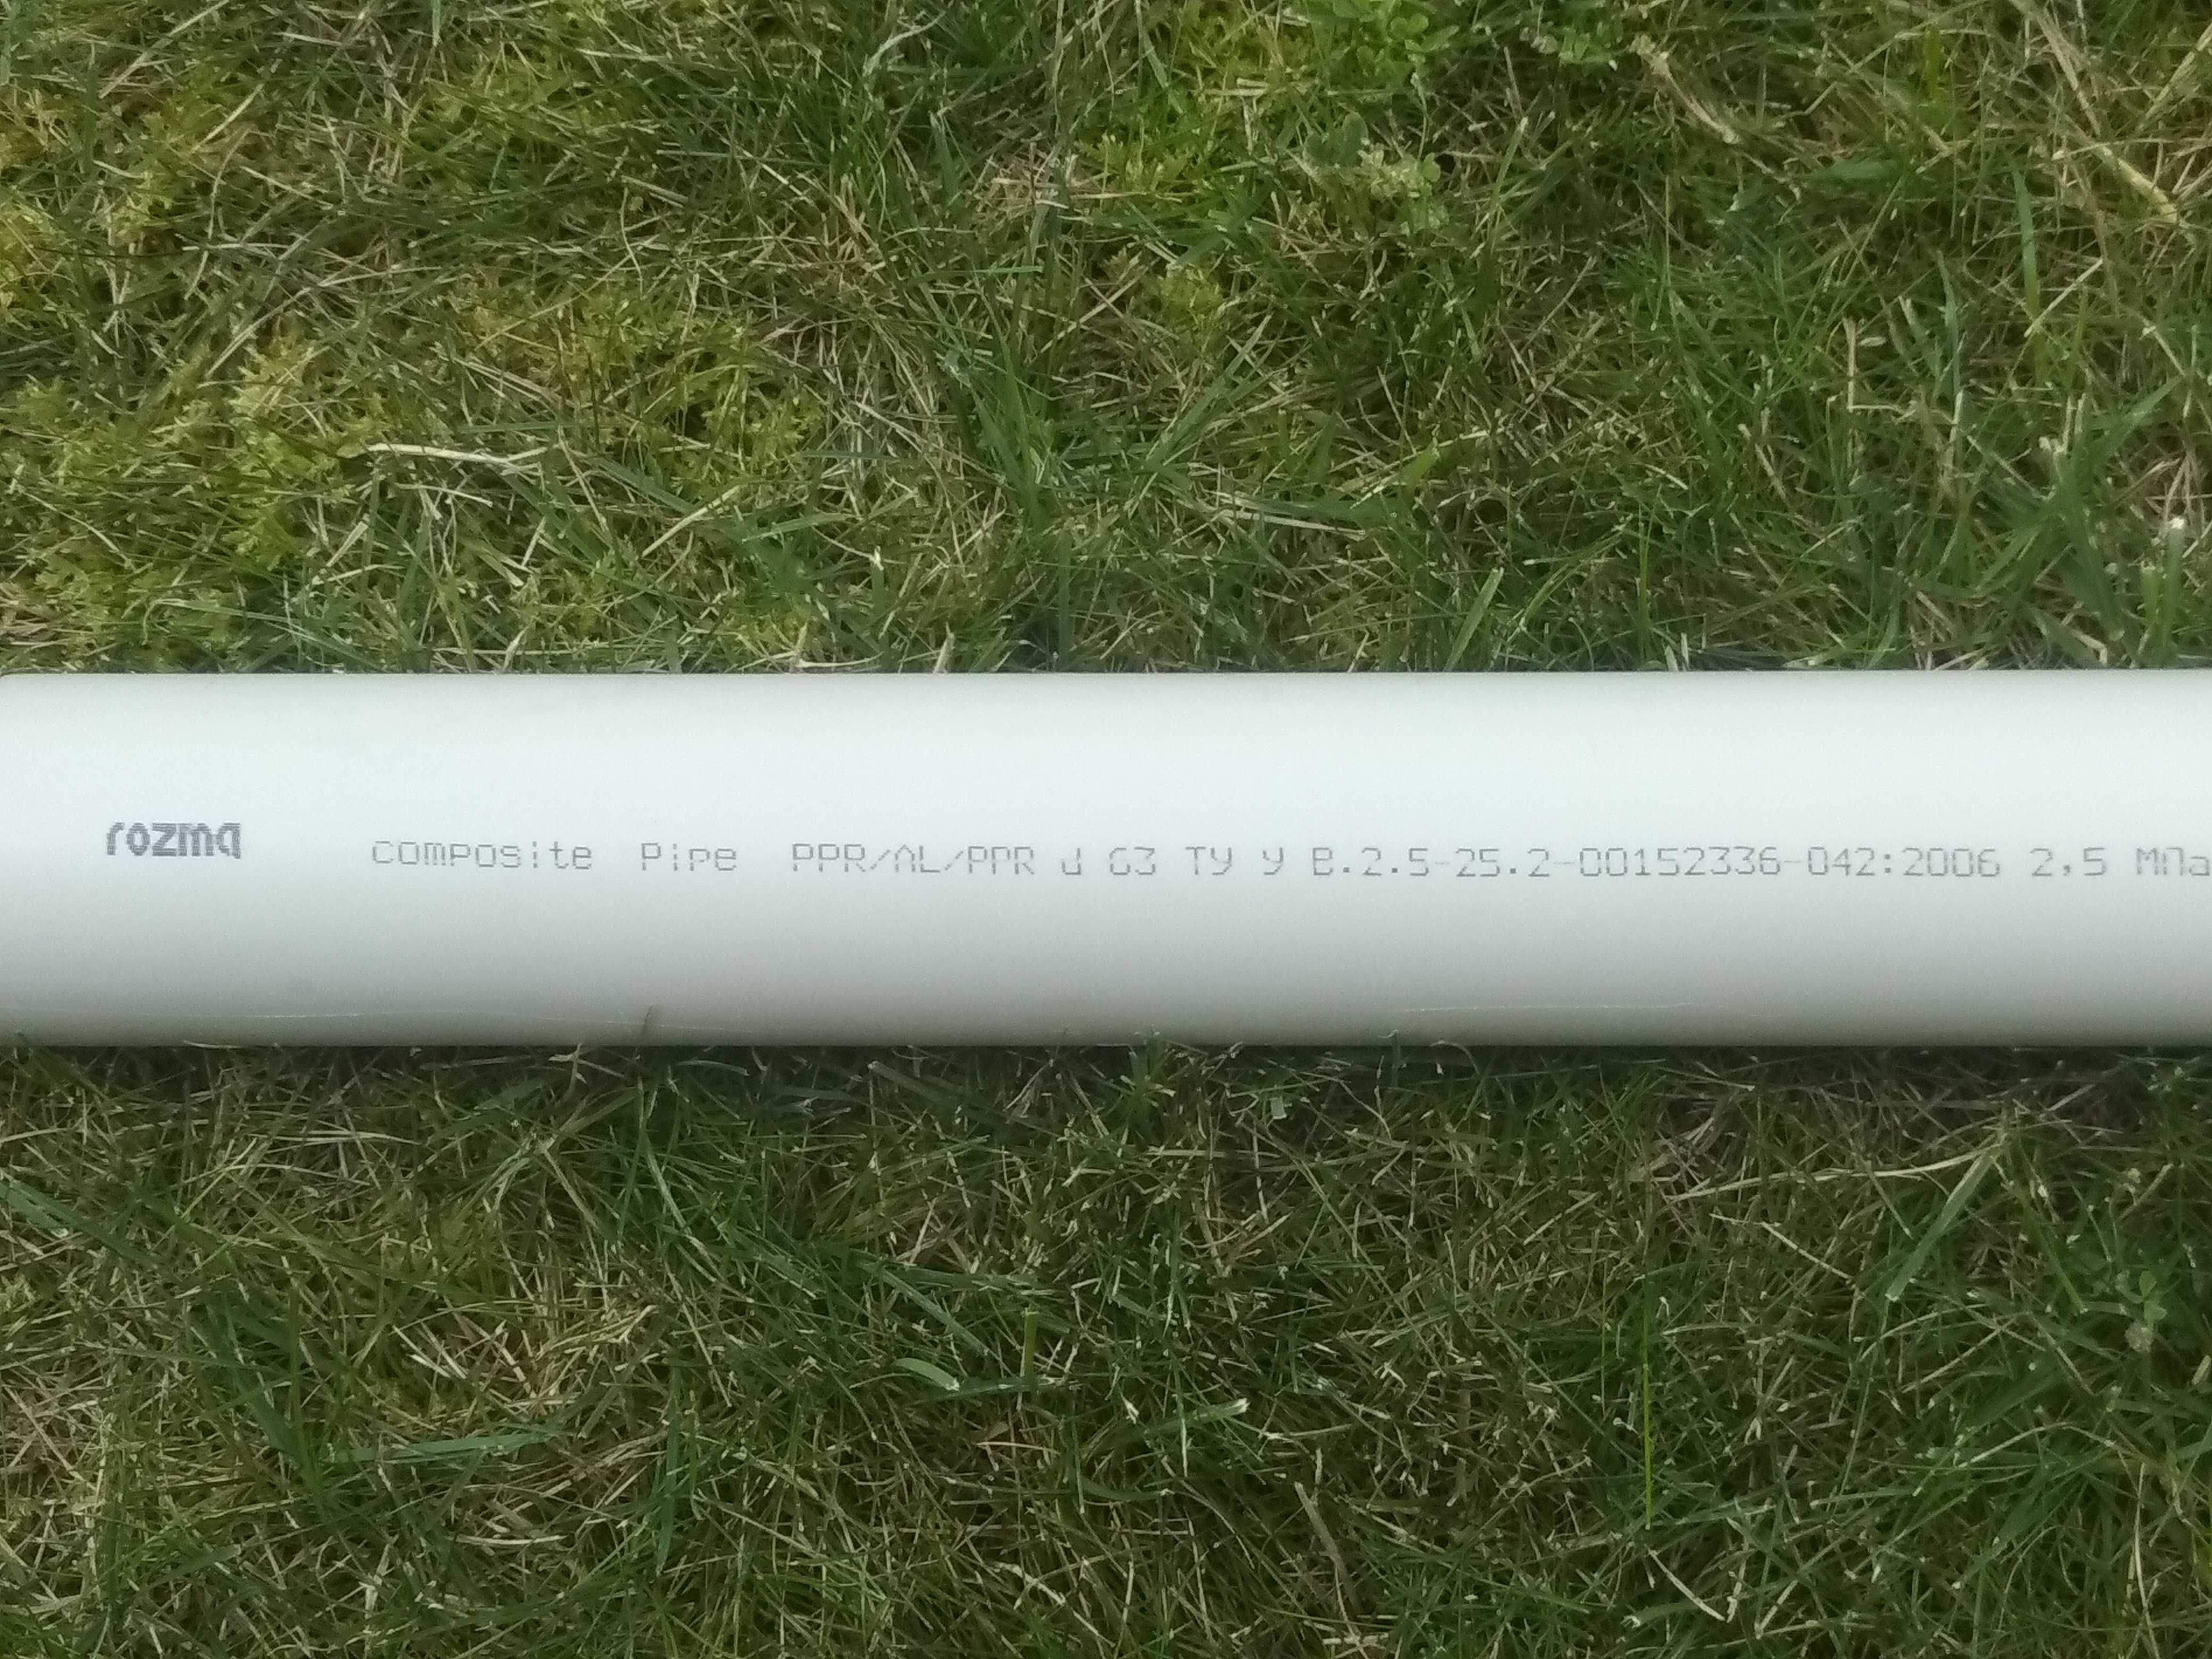 rozma composite Pipe PPR/AL/PPR d 63 ТУ У В.2.5-25.2-00152336-042:2006 2,5 МПа